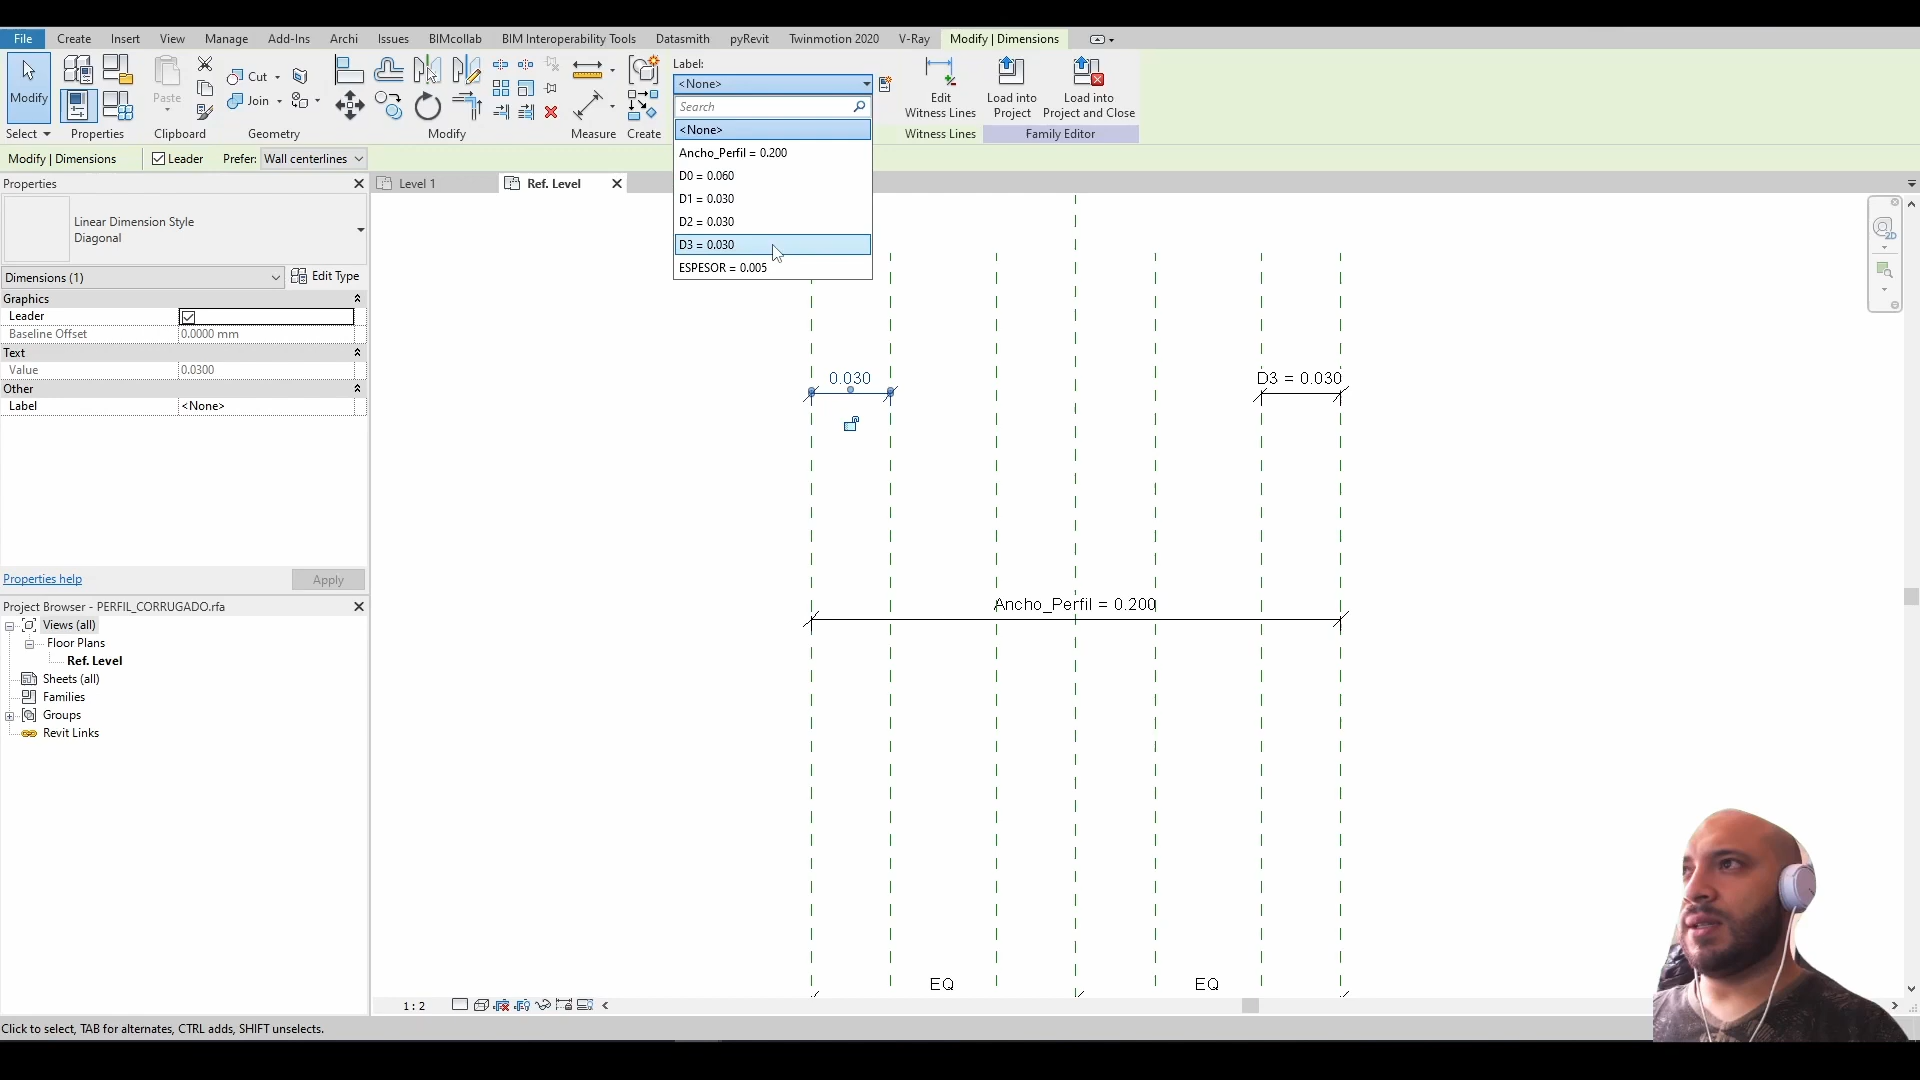 File Create Insert View Manage Add-Ins Archi Issues BIMcollab BIM Interoperability Tools Datasmith pyRevit Twinmotion 2020 V-Ray Modify | Dimensions
Modify
Select
Properties
Paste
Clipboard
Cut
Join
Geometry
Modify
Measure
Create
Label:
<None>
Search
<None>
Ancho_Perfil = 0.200
D0 = 0.060
D1 = 0.030
D2 = 0.030
D3 = 0.030
ESPESOR = 0.005
Edit
Witness Lines
Witness Lines
Load into
Project
Load into
Project and Close
Family Editor
Modify | Dimensions Leader Prefer: Wall centerlines
Properties
Linear Dimension Style
Diagonal
Dimensions (1) Edit Type
Graphics
Leader
Baseline Offset 0.0000 mm
Text
Value 0.0300
Other
Label <None>
Properties help Apply
Project Browser - PERFIL_CORRUGADO.rfa
Views (all)
Floor Plans
Ref. Level
Sheets (all)
Families
Groups
Revit Links
Level 1 Ref. Level
2D
0.030
D3 = 0.030
Ancho_Perfil = 0.200
EQ EQ
1 : 2
Click to select, TAB for alternates, CTRL adds, SHIFT unselects.